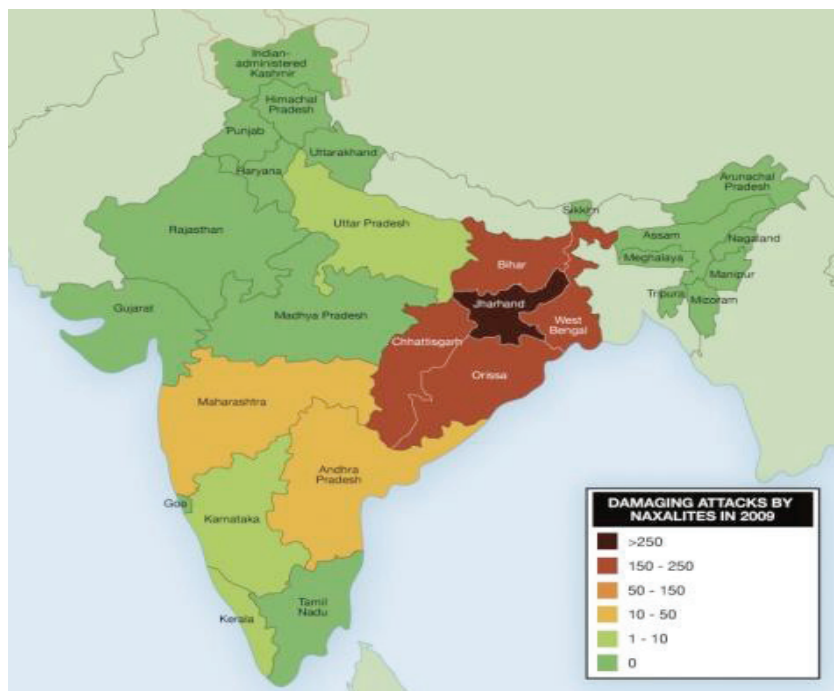 Indian-
administered
Kashmir
Himachal
Pradesh
Punjab
Uttarakhand
Haryana
Arunachal
Pradesh
Sikkim
Rajasthan
Uttar Pradesh
Assam
Nagaland
Bihar
Meghalaya
Manipur
Jharhand
Tripura
Mizoram
Gujarat
Madhya Pradesh
West
Bengal
Chhattisgarh
Orissa
Maharashtra
Andhra
Pradesh
Goa
Karnataka
Tamil
Nadu
Kerala
DAMAGING ATTACKS BY
NAXALITES IN 2009
>250
150 - 250
50 - 150
10 - 50
1 - 10
0